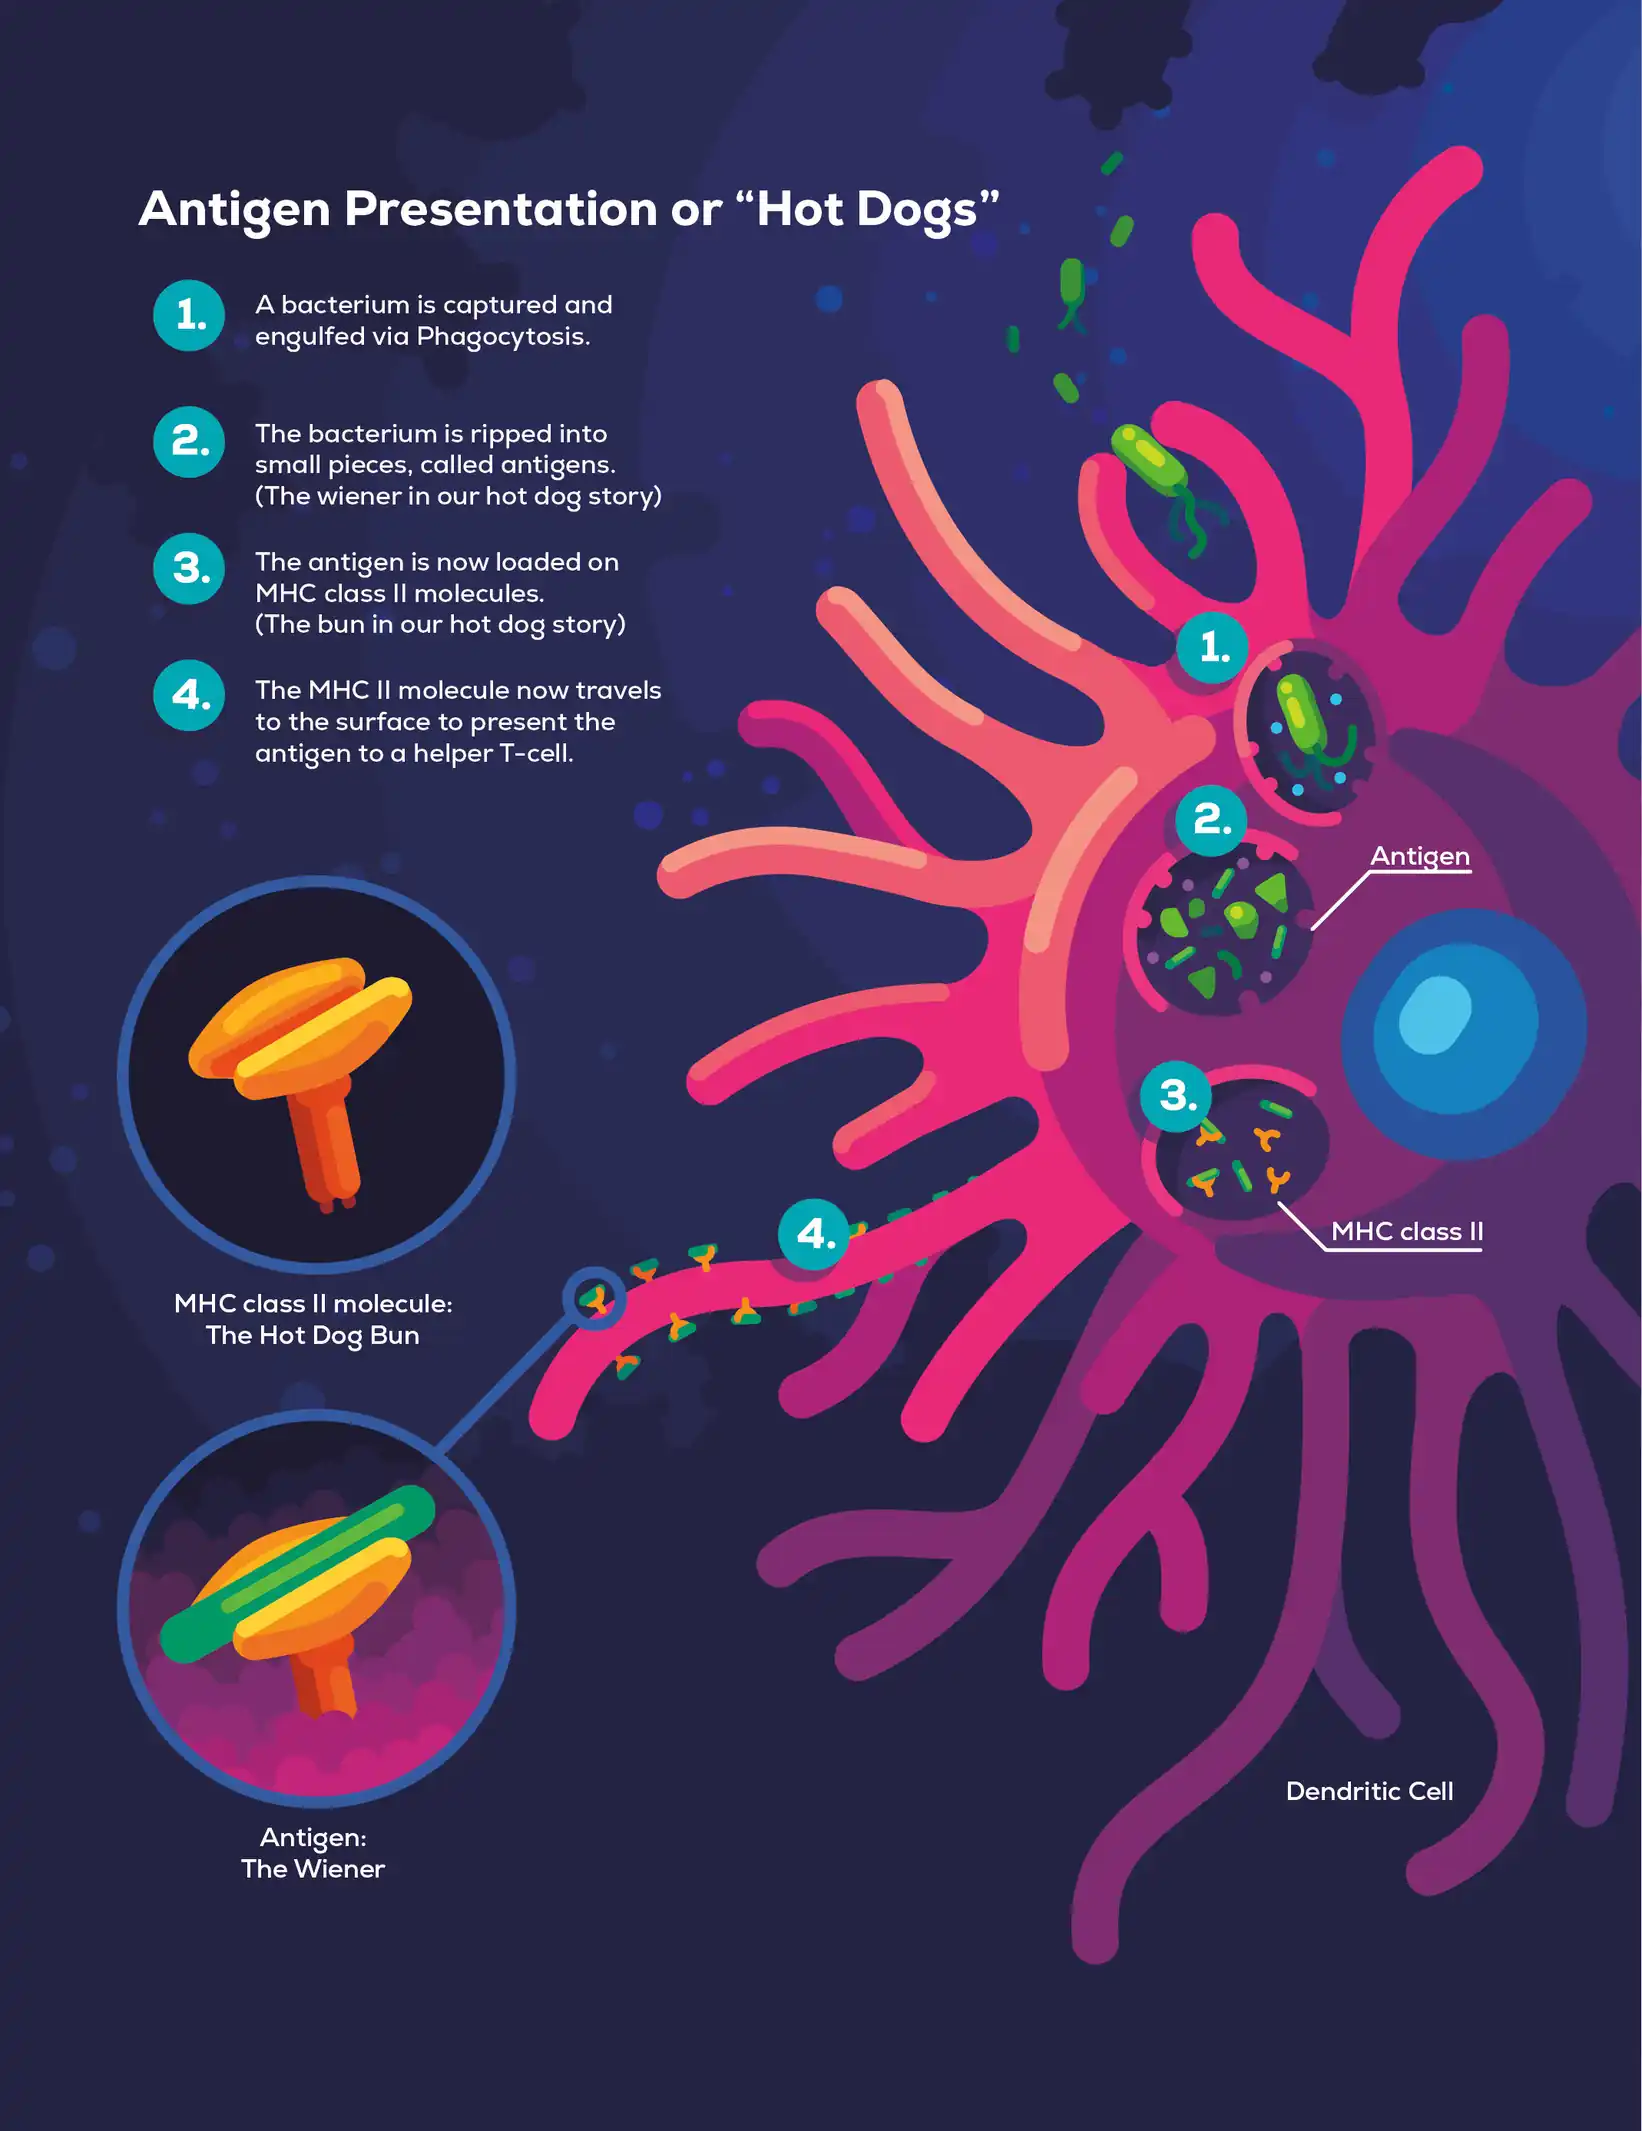 Antigen Presentation or “Hot Dogs”
1.
A bacterium is captured and
engulfed via Phagocytosis.
2.
The bacterium is ripped into
small pieces, called antigens.
(The wiener in our hot dog story)
3.
The antigen is now loaded on
MHC class II molecules.
(The bun in our hot dog story)
4.
The MHC II molecule now travels
to the surface to present the
antigen to a helper T-cell.
1.
2.
Antigen
3.
MHC class II
4.
MHC class II molecule:
The Hot Dog Bun
Antigen:
The Wiener
Dendritic Cell